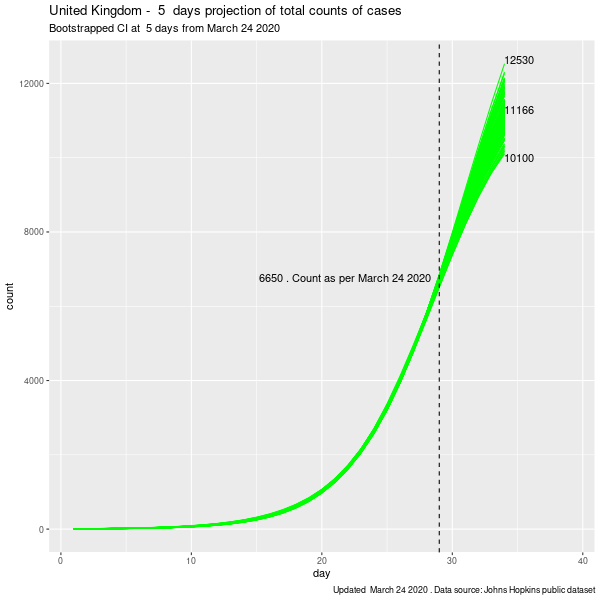 United Kingdom -  5  days projection of total counts of cases
Bootstrapped CI at  5 days from March 24 2020
12530
12000
11166
10100
8000
6650 . Count as per March 24 2020
count
4000
0
0 10 20 30 40
day
Updated  March 24 2020 . Data source: Johns Hopkins public dataset